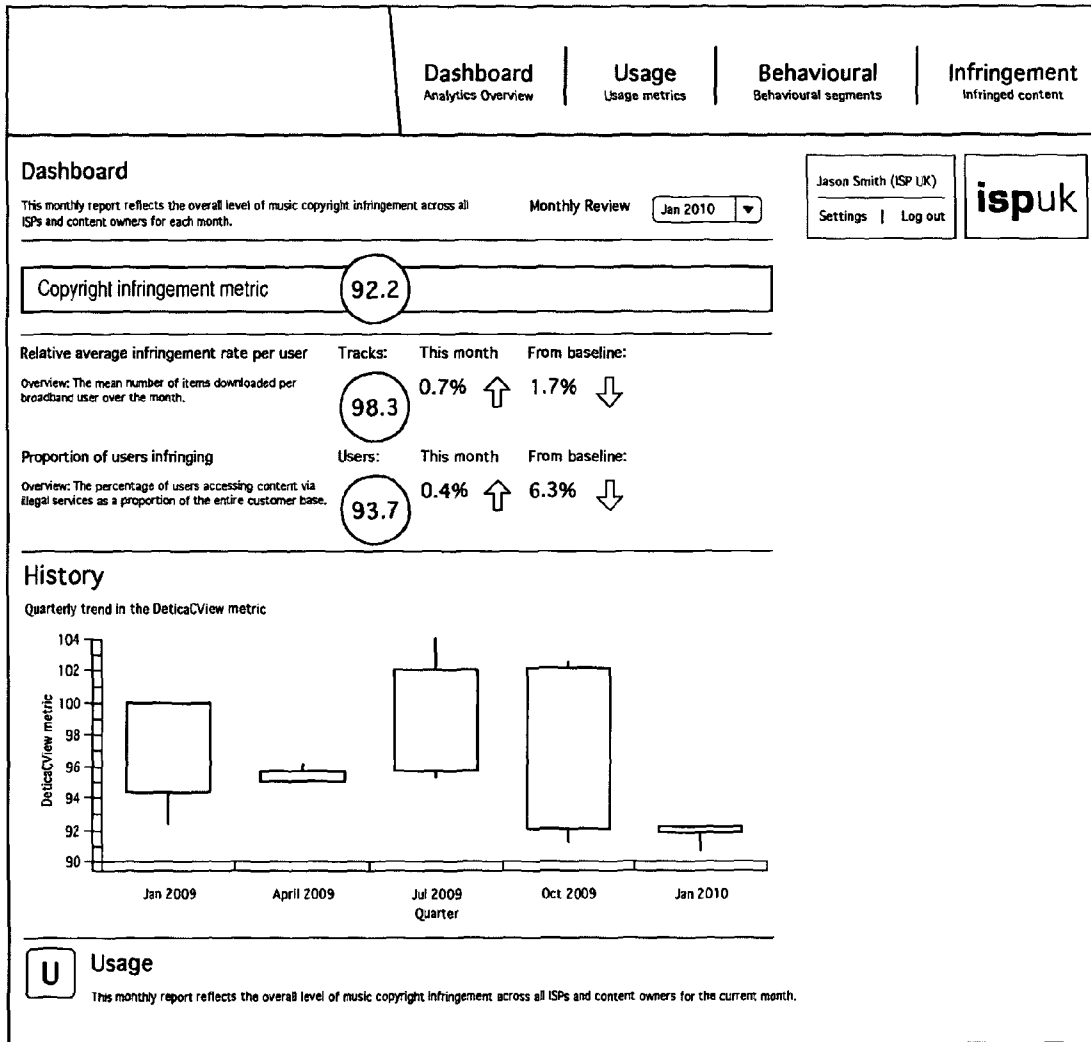 Dashboard
Analytics Overview
Usage
Usage metrics
Behavioural
Behavioural segments
Infringement
Infringed content
Dashboard
This monthly report reflects the overall level of music copyright infringement across all
ISPs and content owners for each month.
Monthly Review
Jan 2010
Jason Smith (ISP UK)
Settings | Log out
ispuk
Copyright infringement metric
92.2
Relative average infringement rate per user
Tracks:
This month
From baseline:
Overview: The mean number of items downloaded per
broadband user over the month.
98.3
0.7%
1.7%
Proportion of users infringing
Users:
This month
From baseline:
Overview: The percentage of users accessing content via
illegal services as a proportion of the entire customer base.
93.7
0.4%
6.3%
History
Quarterly trend in the DeticaCView metric
DeticaCView metric
104
102
100
98
96
94
92
90
Jan 2009
April 2009
Jul 2009
Oct 2009
Jan 2010
Quarter
U
Usage
This monthly report reflects the overall level of music copyright infringement across all ISPs and content owners for the current month.